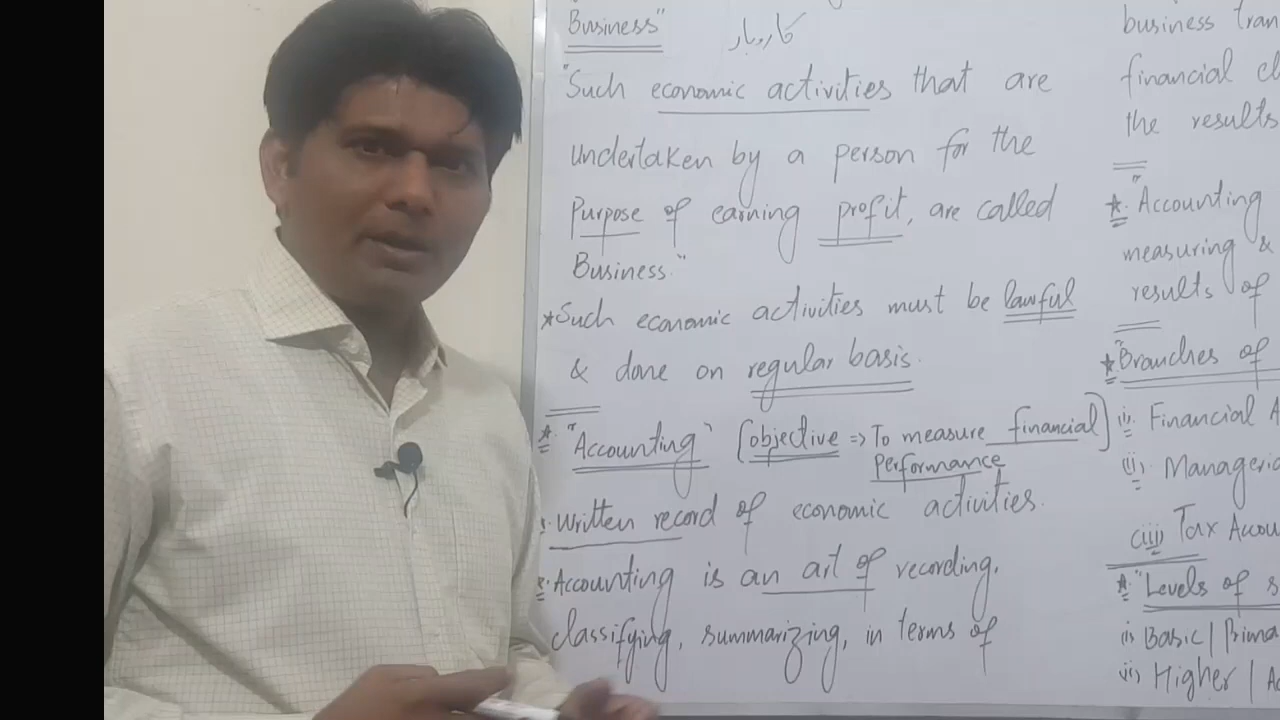 Business"
کاروبار
"Such economic activities that are
undertaken by a person for the
Purpose of earning profit, are called
Business."
*Such economic activities must be lawful
& done on regular basis.
* "Accounting" [objective => To measure financial
Performance]
Written record of economic activities.
Accounting is an art of recording,
classifying, summarizing, in terms of
business tran
financial
the results
* "Accounting
measuring &
results of
* "Branches of
(i) Financial A
(ii) Manageria
(iii) Tax Accou
* "Levels of s
(i) Basic | Prima
(ii) Higher | A